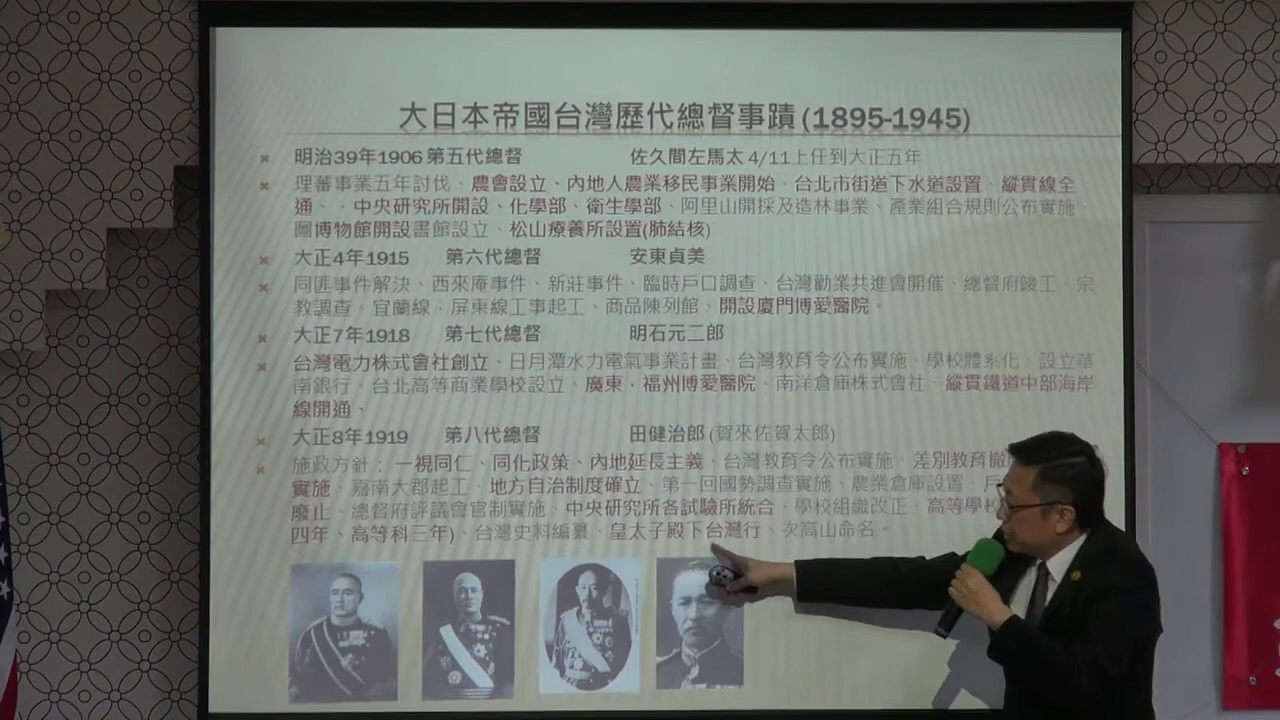 大日本帝國台灣歷代總督事蹟 (1895-1945)
明治39年1906 第五代總督 佐久間左馬太 4/11上任到大正五年
理蕃事業五年討伐、農會設立、內地人農業移民事業開始、台北市街道下水道設置、縱貫線全
通、、中央研究所開設、化學部、衛生學部、阿里山開採及造林事業、產業組合規則公布實施、
圖博物館開設書館設立、松山療養所設置(肺結核)
大正4年1915 第六代總督 安東貞美
同匪事件解決、西來庵事件、新莊事件、臨時戶口調查、台灣勸業共進會開催、總督府竣工、宗
教調查、宜蘭線，屏東線工事起工、商品陳列館、開設廈門博愛醫院。
大正7年1918 第七代總督 明石元二郎
台灣電力株式會社創立、日月潭水力電氣事業計畫、台灣教育令公布實施、學校體系化、設立華
南銀行、台北高等商業學校設立、廣東，福州博愛醫院、南洋倉庫株式會社、縱貫鐵道中部海岸
線開通、
大正8年1919 第八代總督 田健治郎 (賀來佐賀太郎)
施政方針：一視同仁、同化政策、內地延長主義、台灣教育令公布實施、差別教育撤
實施、嘉南大郡起工、地方自治制度確立、第一回國勢調查實施、農業倉庫設置、戶
廢止、總督府評議會官制實施、中央研究所各試驗所統合、學校組織改正、高等學校
四年、高等科三年)、台灣史料編纂、皇太子殿下台灣行、次高山命名。